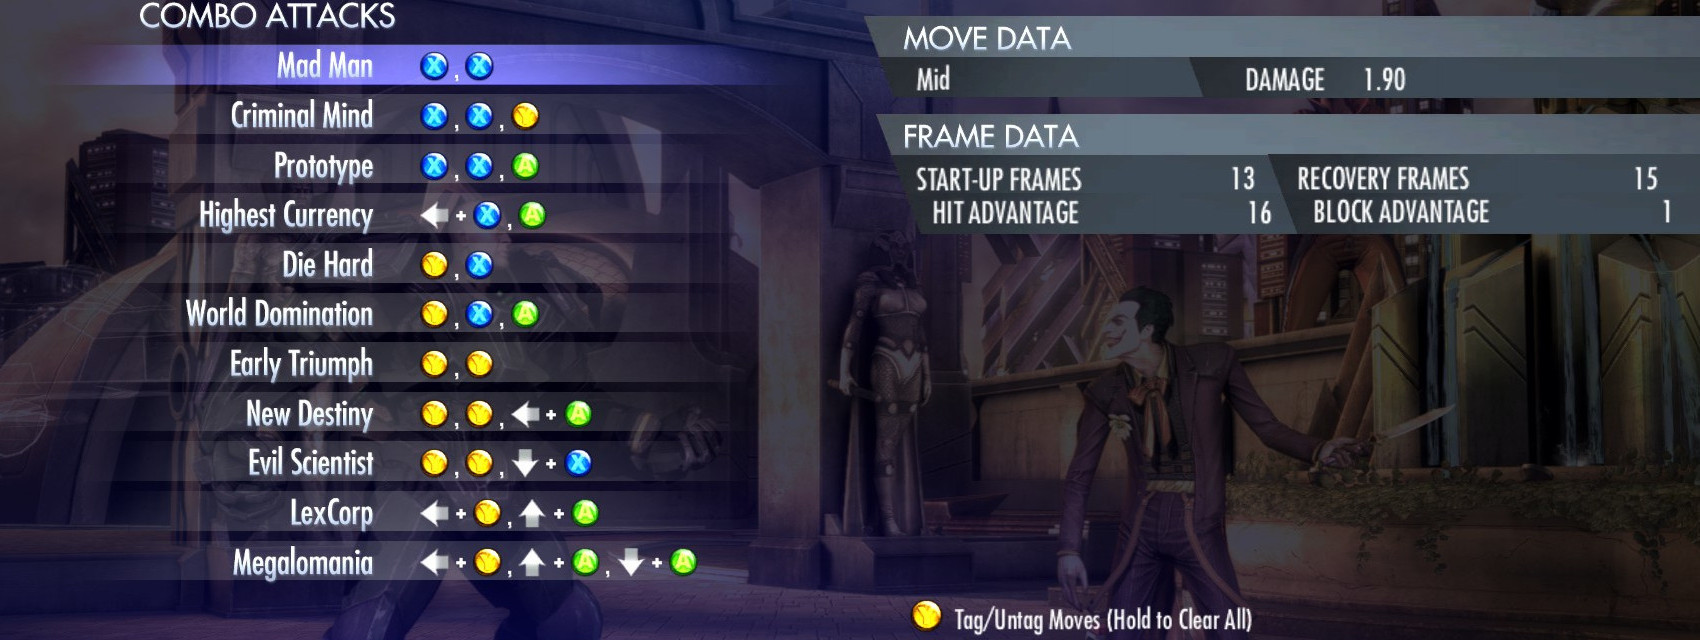 COMBO ATTACKS
Mad Man X , X
Criminal Mind X , X , Y
Prototype X , X , A
Highest Currency + X , A
Die Hard Y , X
World Domination Y , X , A
Early Triumph Y , Y
New Destiny Y , Y , + A
Evil Scientist Y , Y , + X
LexCorp + Y , + A
Megalomania + Y , + A , + A
MOVE DATA
Mid DAMAGE 1.90
FRAME DATA
START-UP FRAMES 13 RECOVERY FRAMES 15
HIT ADVANTAGE 16 BLOCK ADVANTAGE 1
Y Tag/Untag Moves (Hold to Clear All)